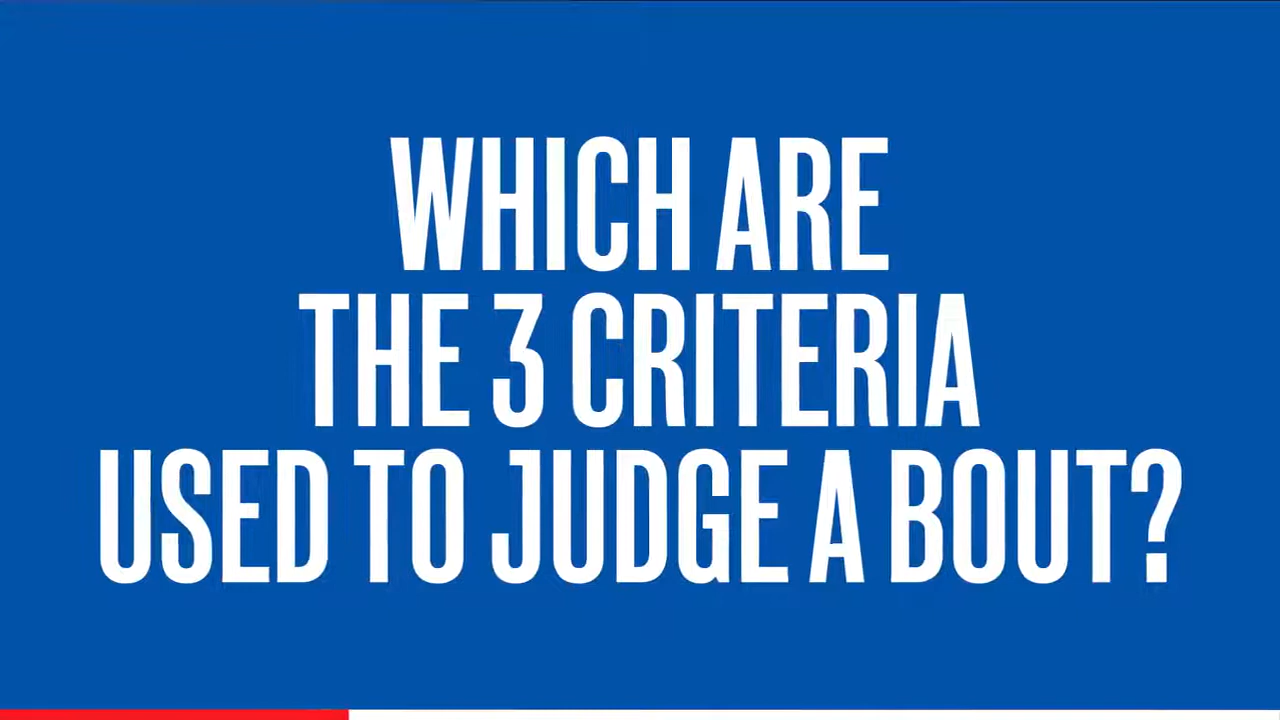 WHICH ARE
THE 3 CRITERIA
USED TO JUDGE A BOUT?